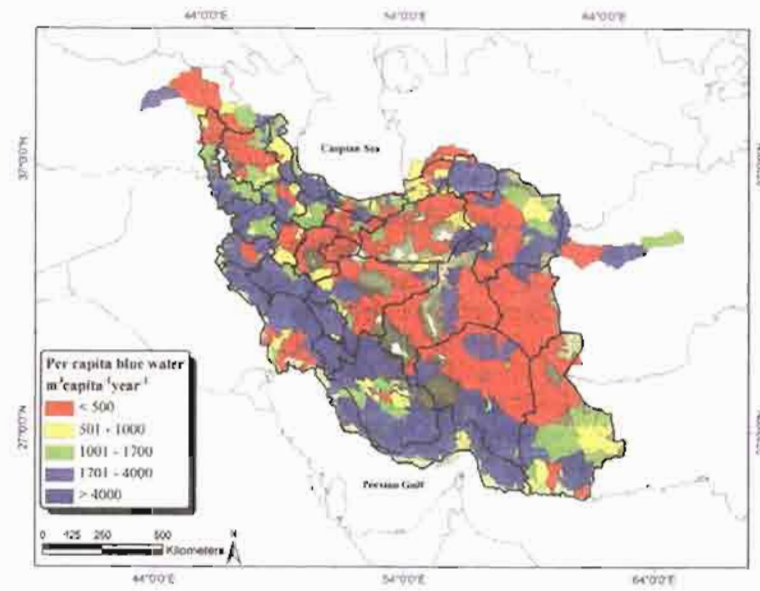 44°0'0"E 54°0'0"E 64°0'0"E
37°0'0"N
Caspian Sea
Per capita blue water
m³capita⁻¹year⁻¹
< 500
501 - 1000
1001 - 1700
1701 - 4000
> 4000
27°0'0"N
Persian Gulf
0 125 250 500
Kilometers
N
44°0'0"E 54°0'0"E 64°0'0"E